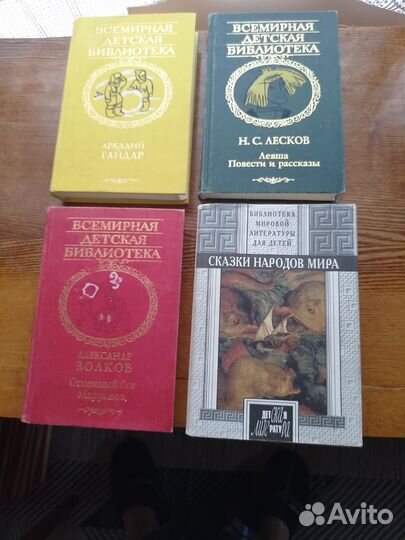 ВСЕМИРНАЯ
ДЕТСКАЯ
БИБЛИОТЕКА
АРКАДИЙ
ГАЙДАР
ВСЕМИРНАЯ
ДЕТСКАЯ
БИБЛИОТЕКА
Н. С. ЛЕСКОВ
Левша
Повести и рассказы
ВСЕМИРНАЯ
ДЕТСКАЯ
БИБЛИОТЕКА
АЛЕКСАНДР
ВОЛКОВ
Огненный бог
Марранов
БИБЛИОТЕКА
МИРОВОЙ
ЛИТЕРАТУРЫ
ДЛЯ ДЕТЕЙ
СКАЗКИ НАРОДОВ МИРА
Avito